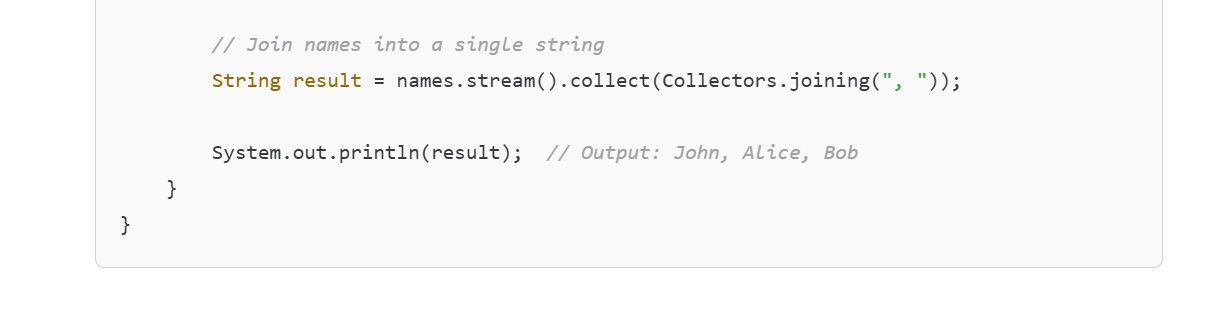 // Join names into a single string
String result = names.stream().collect(Collectors.joining(", "));
System.out.println(result);  // Output: John, Alice, Bob
}
}